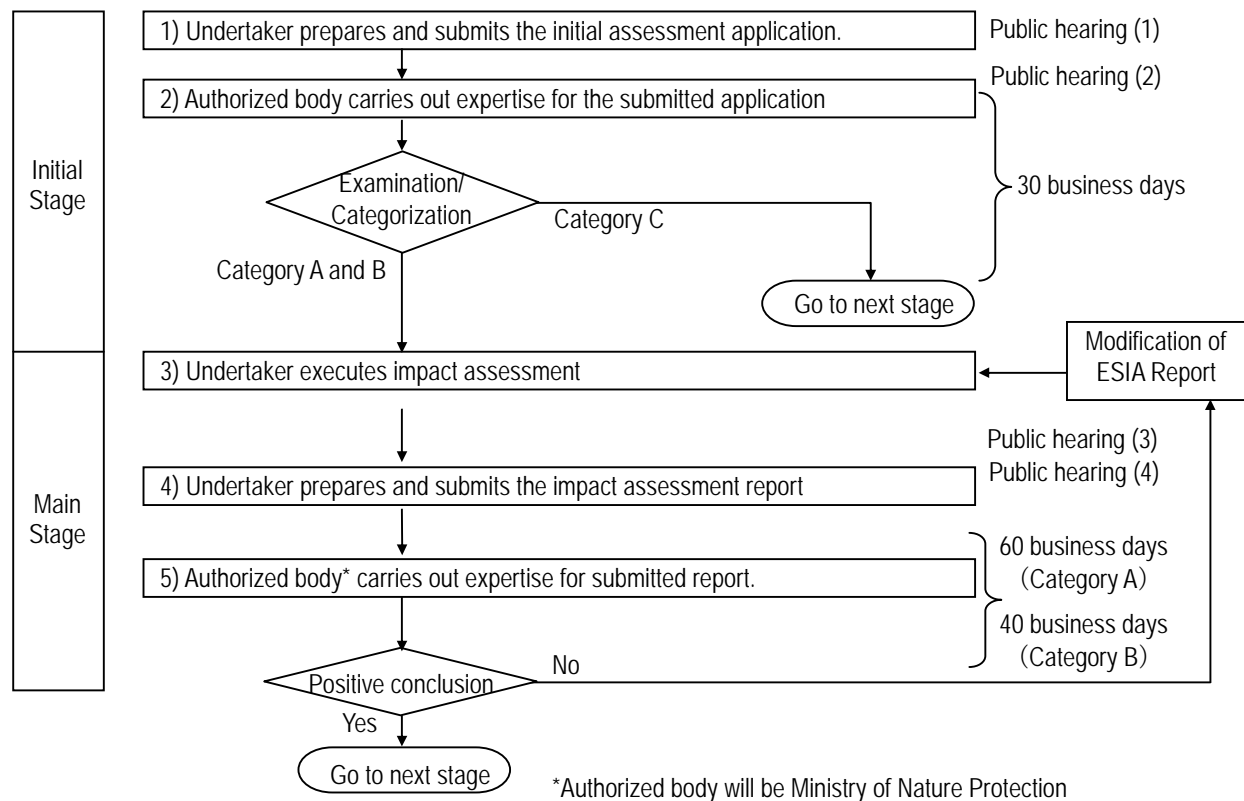 1) Undertaker prepares and submits the initial assessment application.
Public hearing (1)
Public hearing (2)
2) Authorized body carries out expertise for the submitted application
Initial
Stage
Examination/
Categorization
30 business days
Category C
Category A and B
Go to next stage
Modification of
ESIA Report
3) Undertaker executes impact assessment
Public hearing (3)
Public hearing (4)
4) Undertaker prepares and submits the impact assessment report
Main
Stage
60 business days
(Category A)
5) Authorized body* carries out expertise for submitted report.
40 business days
(Category B)
No
Positive conclusion
Yes
Go to next stage
*Authorized body will be Ministry of Nature Protection